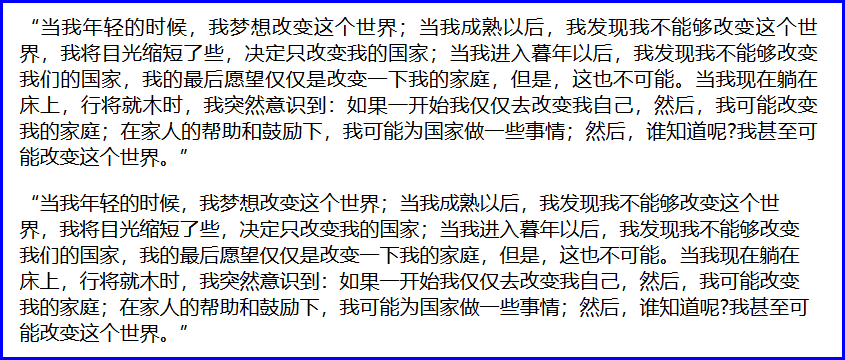 “当我年轻的时候，我梦想改变这个世界；当我成熟以后，我发现我不能够改变这个世
界，我将目光缩短了些，决定只改变我的国家；当我进入暮年以后，我发现我不能够改变
我们的国家，我的最后愿望仅仅是改变一下我的家庭，但是，这也不可能。当我现在躺在
床上，行将就木时，我突然意识到：如果一开始我仅仅去改变我自己，然后，我可能改变
我的家庭；在家人的帮助和鼓励下，我可能为国家做一些事情；然后，谁知道呢?我甚至可
能改变这个世界。”
“当我年轻的时候，我梦想改变这个世界；当我成熟以后，我发现我不能够改变这个世
界，我将目光缩短了些，决定只改变我的国家；当我进入暮年以后，我发现我不能够改变
我们的国家，我的最后愿望仅仅是改变一下我的家庭，但是，这也不可能。当我现在躺在
床上，行将就木时，我突然意识到：如果一开始我仅仅去改变我自己，然后，我可能改变
我的家庭；在家人的帮助和鼓励下，我可能为国家做一些事情；然后，谁知道呢?我甚至可
能改变这个世界。”